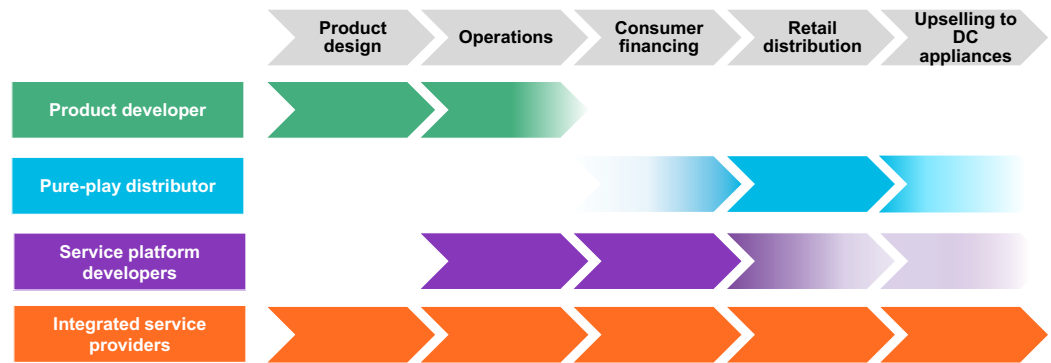 Product
design
Operations
Consumer
financing
Retail
distribution
Upselling to
DC
appliances
Product developer
Pure-play distributor
Service platform
developers
Integrated service
providers